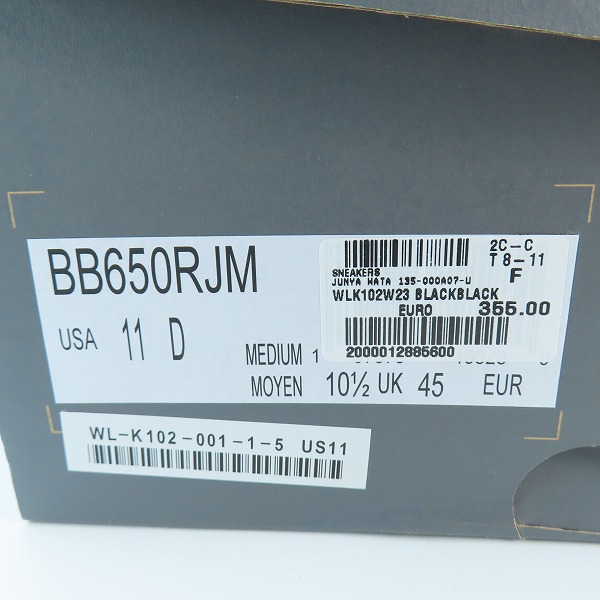 BB650RJM
USA 11 D
MEDIUM 1
MOYEN 10½ UK 45 EUR
2C-C
T8-11
F
SNEAKERS
JUNYA WATA 135-000A07-U
WLK102W23 BLACKBLACK
EURO 355.00
2000012885600
WL-K102-001-1-5 US11